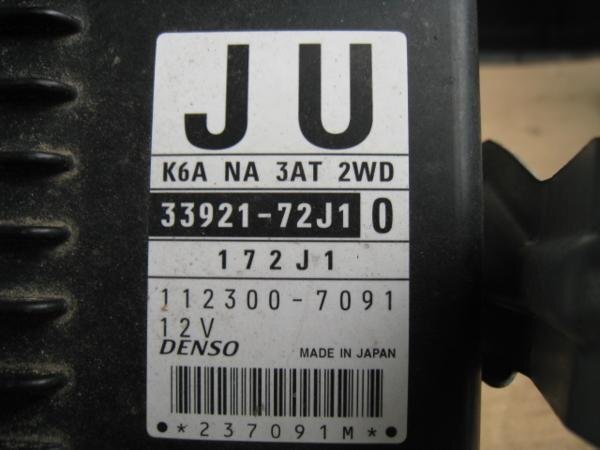 JU
K6A NA 3AT 2WD
33921-72J1 0
172J1
112300-7091
12V
DENSO MADE IN JAPAN
*237091M*